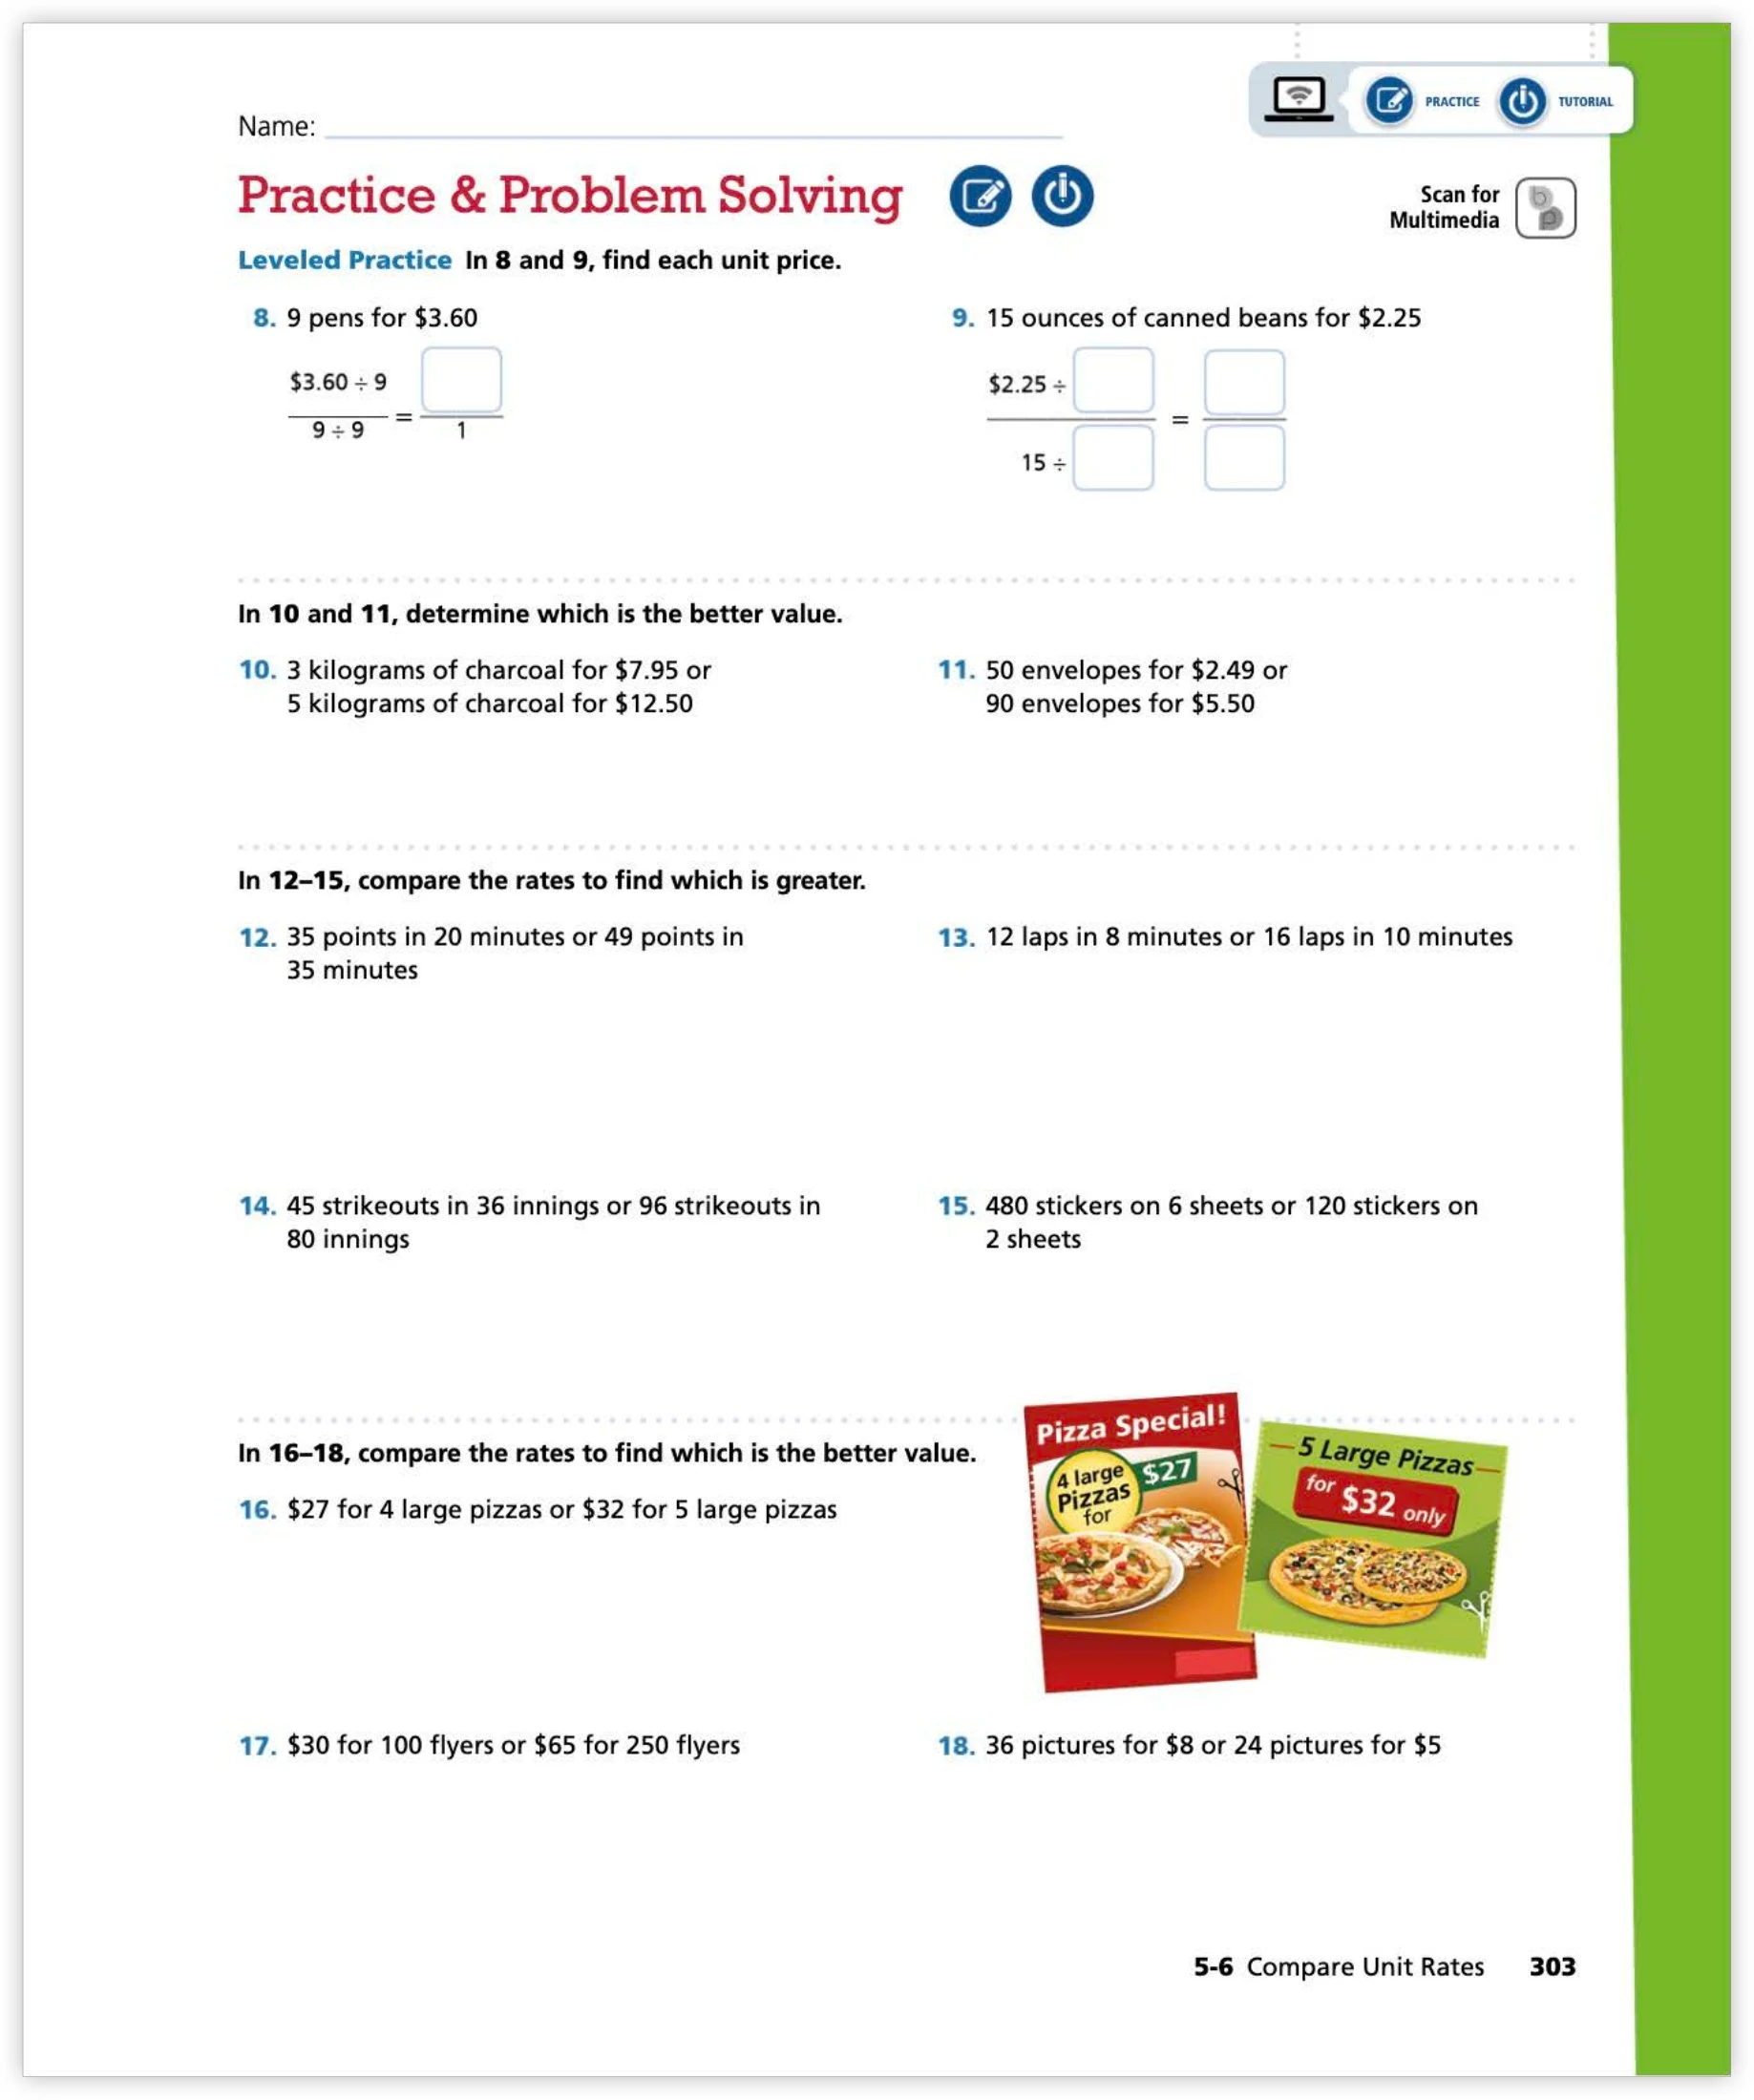 PRACTICE TUTORIAL
Name:
Practice & Problem Solving
Scan for
Multimedia
Leveled Practice In 8 and 9, find each unit price.
8. 9 pens for $3.60
$3.60 ÷ 9
9 ÷ 9
=
1
9. 15 ounces of canned beans for $2.25
$2.25 ÷
=
15 ÷
In 10 and 11, determine which is the better value.
10. 3 kilograms of charcoal for $7.95 or
5 kilograms of charcoal for $12.50
11. 50 envelopes for $2.49 or
90 envelopes for $5.50
In 12–15, compare the rates to find which is greater.
12. 35 points in 20 minutes or 49 points in
35 minutes
13. 12 laps in 8 minutes or 16 laps in 10 minutes
14. 45 strikeouts in 36 innings or 96 strikeouts in
80 innings
15. 480 stickers on 6 sheets or 120 stickers on
2 sheets
In 16–18, compare the rates to find which is the better value.
16. $27 for 4 large pizzas or $32 for 5 large pizzas
Pizza Special!
4 large
Pizzas
for
$27
5 Large Pizzas
for $32 only
17. $30 for 100 flyers or $65 for 250 flyers
18. 36 pictures for $8 or 24 pictures for $5
5-6 Compare Unit Rates 303